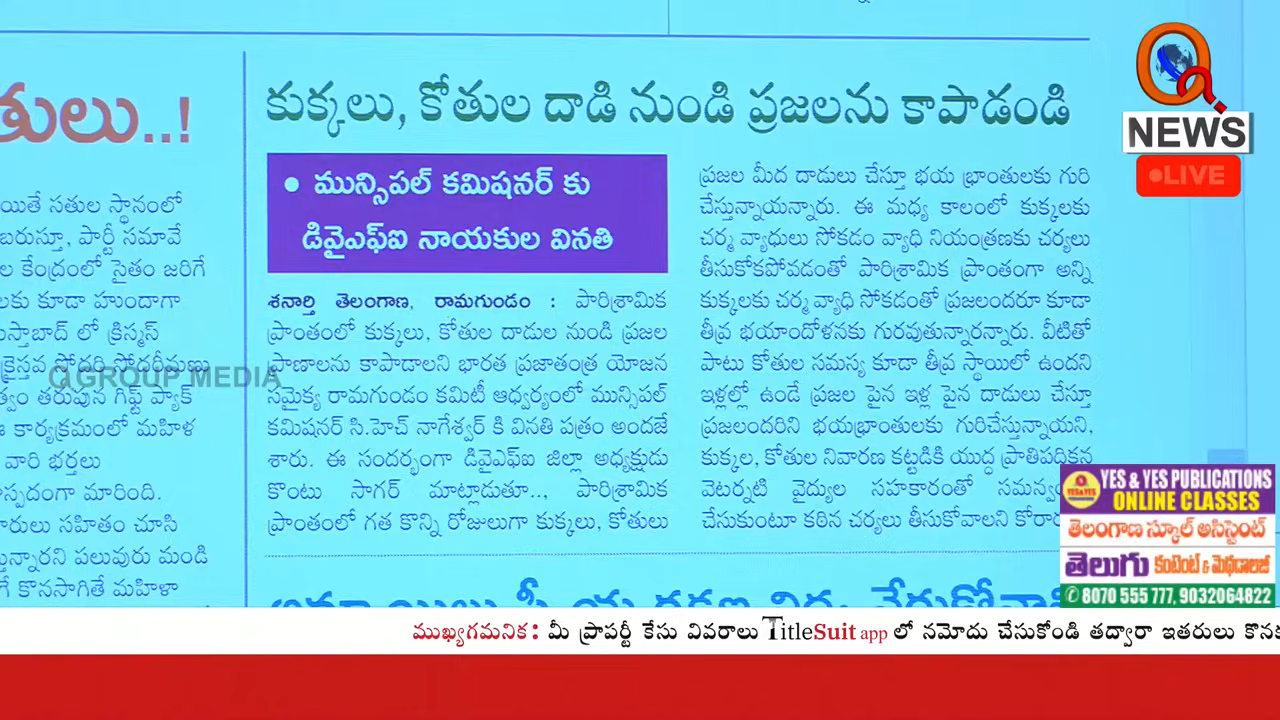 తులు..!
యితే సతుల స్థానంలో
బరుస్తూ, పార్టీ సమావే
ల కేంద్రంలో సైతం జరిగే
లకు కూడా హుందాగా
స్తాబాద్ లో క్రిస్మస్
క్రైస్తవ సోదరి సోదరీమణు
త్వం తరుపున గిఫ్ట్ ప్యాక్
ఈ కార్యక్రమంలో మహిళ
వారి భర్తలు
స్పదంగా మారింది.
ారులు సహితం చూసి
తున్నారని పలువురు మండి
గే కొనసాగితే మహిళా
కుక్కలు, కోతుల దాడి నుండి ప్రజలను కాపాడండి
• మున్సిపల్ కమిషనర్ కు
డివైఎఫ్ఐ నాయకుల వినతి
శనార్తి తెలంగాణ, రామగుండం : పారిశ్రామిక
ప్రాంతంలో కుక్కలు, కోతుల దాడుల నుండి ప్రజల
ప్రాణాలను కాపాడాలని భారత ప్రజాతంత్ర యోజన
సమైక్య రామగుండం కమిటీ ఆధ్వర్యంలో మున్సిపల్
కమిషనర్ సి.హెచ్ నాగేశ్వర్ కి వినతి పత్రం అందజే
శారు. ఈ సందర్భంగా డివైఎఫ్ఐ జిల్లా అధ్యక్షుడు
కొంటు సాగర్ మాట్లాడుతూ.., పారిశ్రామిక
ప్రాంతంలో గత కొన్ని రోజులుగా కుక్కలు, కోతులు
ప్రజల మీద దాడులు చేస్తూ భయ భ్రాంతులకు గురి
చేస్తున్నాయన్నారు. ఈ మధ్య కాలంలో కుక్కలకు
చర్మ వ్యాధులు సోకడం వ్యాధి నియంత్రణకు చర్యలు
తీసుకోకపోవడంతో పారిశ్రామిక ప్రాంతంగా అన్ని
కుక్కలకు చర్మ వ్యాధి సోకడంతో ప్రజలందరూ కూడా
తీవ్ర భయాందోళనకు గురవుతున్నారన్నారు. వీటితో
పాటు కోతుల సమస్య కూడా తీవ్ర స్థాయిలో ఉందని
ఇళ్లల్లో ఉండే ప్రజల పైన ఇళ్ల పైన దాడులు చేస్తూ
ప్రజలందరిని భయభ్రాంతులకు గురిచేస్తున్నాయని,
కుక్కల, కోతుల నివారణ కట్టడికి యుద్ధ ప్రాతిపదికన
వెటర్నటి వైద్యుల సహకారంతో
చేసుకుంటూ కఠిన చర్యలు తీసుకోవాలని
GROUP MEDIA
Q NEWS
LIVE
YES & YES PUBLICATIONS
ONLINE CLASSES
తెలంగాణ స్కూల్ అసిస్టెంట్
తెలుగు కంటెంట్ & మెథడాలజీ
8070 555 777, 9032064822
ముఖ్యగమనిక: మీ ప్రాపర్టీ కేసు వివరాలు TitleSuit app లో నమోదు చేసుకోండి తద్వారా ఇతరులు